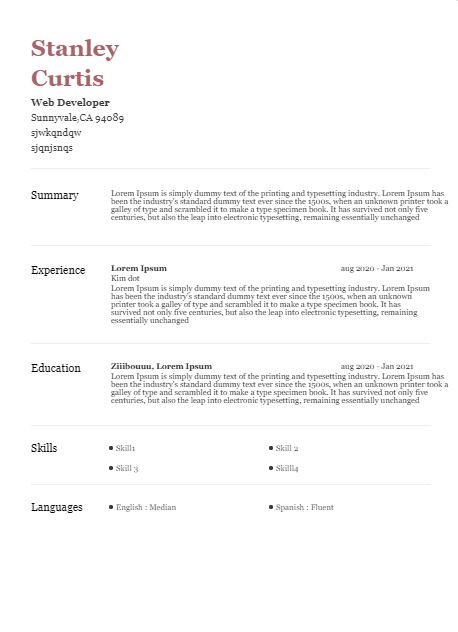 Stanley
Curtis
Web Developer
Sunnyvale,CA 94089
sjwkqndqw
sjqnjsnqs
Summary
Lorem Ipsum is simply dummy text of the printing and typesetting industry. Lorem Ipsum has
been the industry's standard dummy text ever since the 1500s, when an unknown printer took a
galley of type and scrambled it to make a type specimen book. It has survived not only five
centuries, but also the leap into electronic typesetting, remaining essentially unchanged
Experience
Lorem Ipsum aug 2020 - Jan 2021
Kim dot
Lorem Ipsum is simply dummy text of the printing and typesetting industry. Lorem Ipsum
has been the industry's standard dummy text ever since the 1500s, when an unknown
printer took a galley of type and scrambled it to make a type specimen book. It has
survived not only five centuries, but also the leap into electronic typesetting, remaining
essentially unchanged
Education
Ziiibouuu, Lorem Ipsum aug 2020 - Jan 2021
Lorem Ipsum is simply dummy text of the printing and typesetting industry. Lorem Ipsum has
been the industry's standard dummy text ever since the 1500s, when an unknown printer took a
galley of type and scrambled it to make a type specimen book. It has survived not only five
centuries, but also the leap into electronic typesetting, remaining essentially unchanged
Skills
Skill1 Skill 2
Skill 3 Skill4
Languages
English : Median Spanish : Fluent